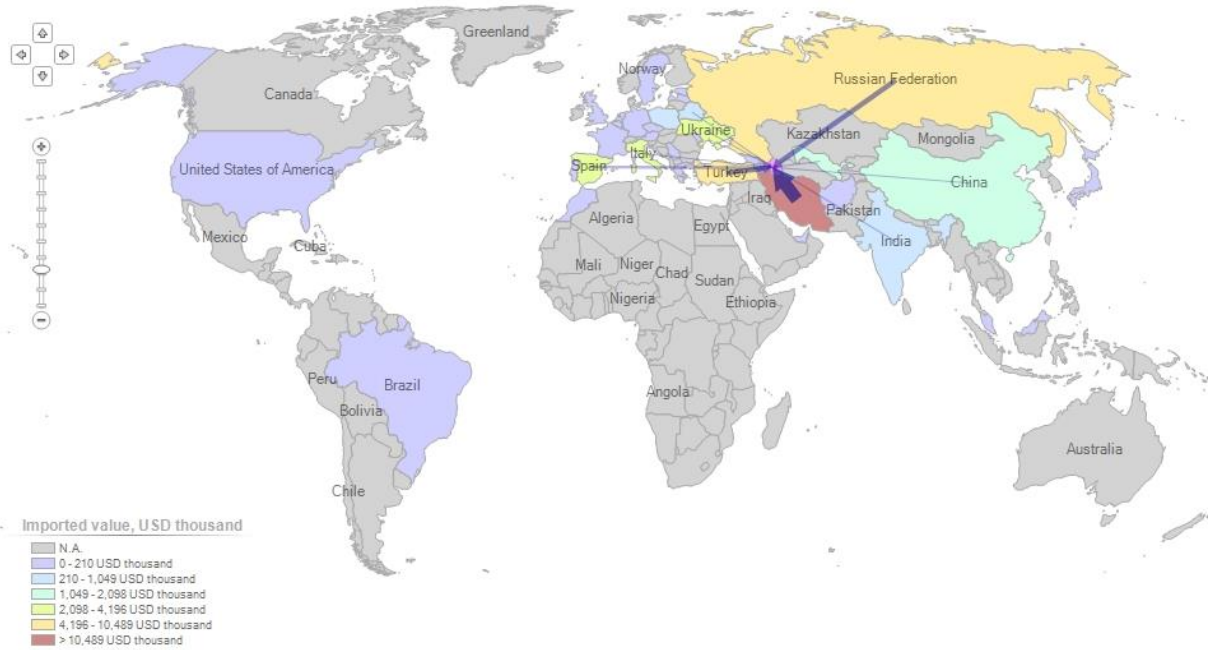 Greenland
Norway
Russian Federation
Canada
Ukraine
Kazakhstan
Mongolia
Italy
Spain
United States of America
Turkey
China
Iraq
Pakistan
Algeria
Egypt
Mexico
Cuba
India
Mali
Niger
Chad
Sudan
Nigeria
Ethiopia
Peru
Brazil
Angola
Bolivia
Australia
Chile
Imported value, USD thousand
N.A.
0 - 210 USD thousand
210 - 1,049 USD thousand
1,049 - 2,098 USD thousand
2,098 - 4,196 USD thousand
4,196 - 10,489 USD thousand
> 10,489 USD thousand